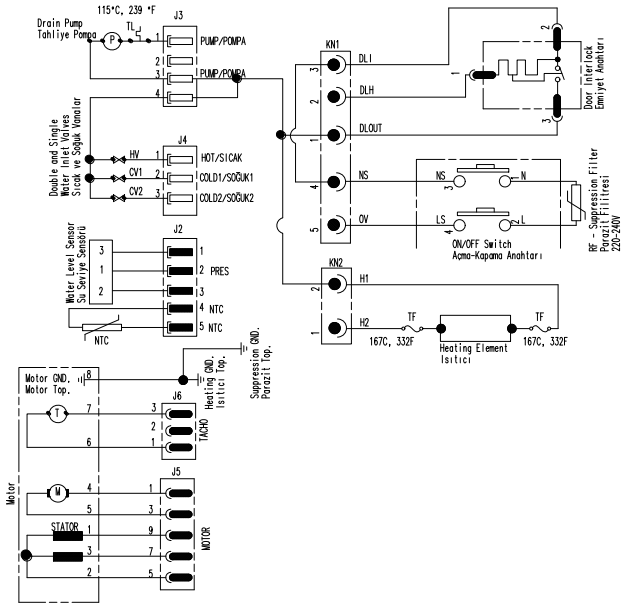 115°C, 239 °F
Drain Pump
Tahliye Pompa
TL
P
J3
1 PUMP/POMPA
2
3 PUMP/POMPA
4
Double and Single
Water Inlet Valves
Sıcak ve Soğuk Vanalar
J4
HV 1 HOT/SICAK
CV1 2 COLD1/SOĞUK1
CV2 3 COLD2/SOĞUK2
Water Level Sensor
Su Seviye Sensörü
3
1
2
J2
1
2 PRES
3
4 NTC
5 NTC
NTC
KN1
3 DLI
2 DLH
1 DLOUT
4 NS
5 OV
2
1
3
Door Interlock
Emniyet Anahtarı
NS 3 1 N
LS 4 2 L
ON/OFF Switch
Açma-Kapama Anahtarı
RF - Suppression Filter
Parazit Filitresi
220-240V
KN2
2 H1
1 H2
TF
167C, 332F
Heating Element
Isıtıcı
TF
167C, 332F
Suppression GND.
Parazit Top.
Heating GND.
Isıtıcı Top.
Motor GND.
Motor Top.
8
Motor
T
7
6
J6
3
2
1
TACHO
M
4
5
STATOR
1
3
2
J5
1
3
9
7
5
MOTOR